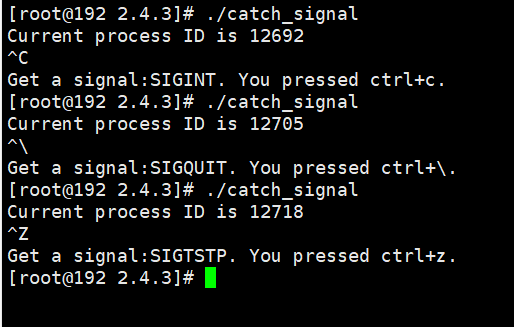 [root@192 2.4.3]# ./catch_signal
Current process ID is 12692
^C
Get a signal:SIGINT. You pressed ctrl+c.
[root@192 2.4.3]# ./catch_signal
Current process ID is 12705
^\
Get a signal:SIGQUIT. You pressed ctrl+\.
[root@192 2.4.3]# ./catch_signal
Current process ID is 12718
^Z
Get a signal:SIGTSTP. You pressed ctrl+z.
[root@192 2.4.3]#